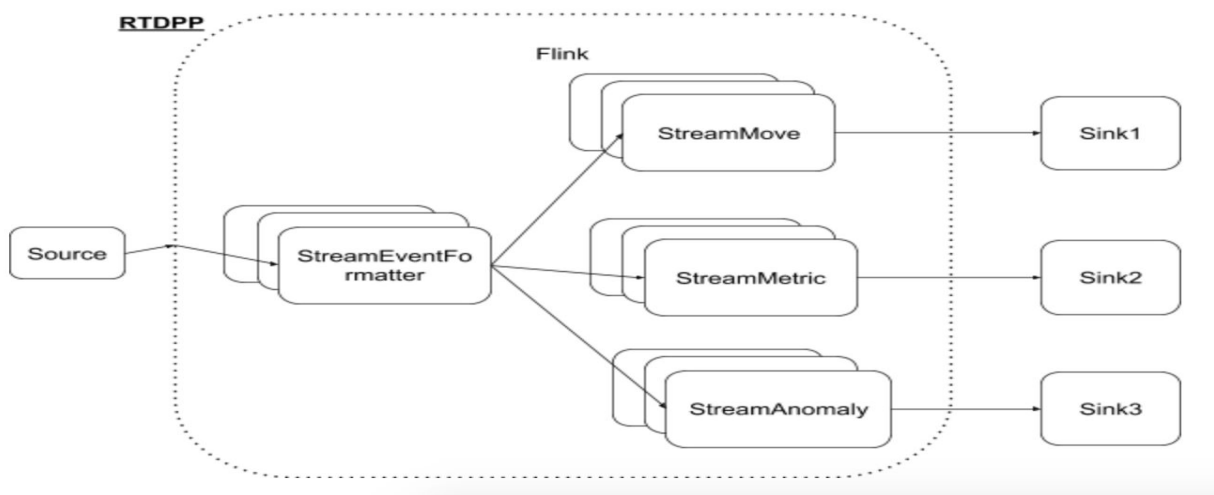 RTDPP
Flink
StreamMove
Sink1
Source
StreamEventFo
rmatter
StreamMetric
Sink2
StreamAnomaly
Sink3